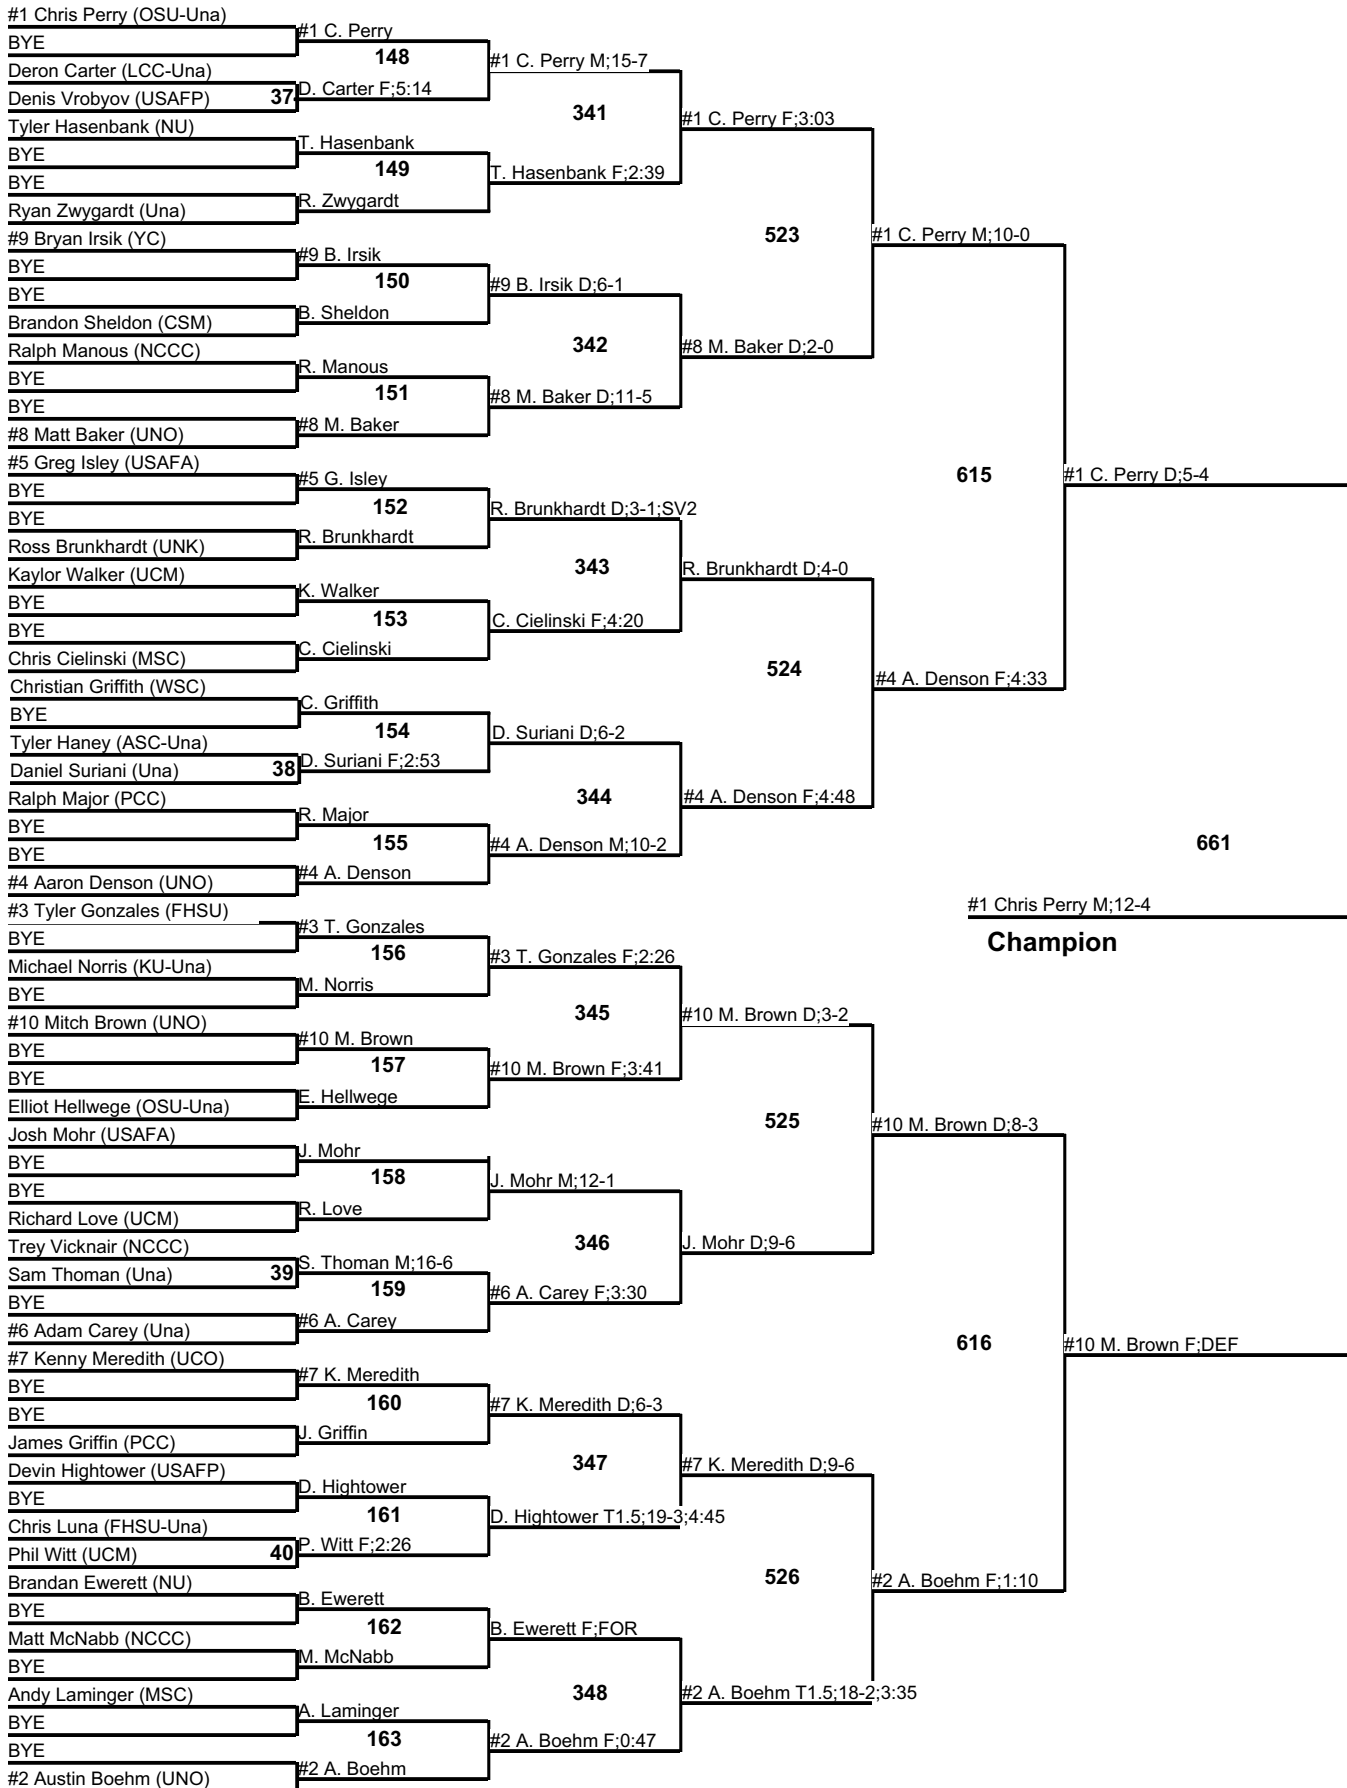 #1 Chris Perry (OSU-Una)
BYE
Deron Carter (LCC-Una)
Denis Vrobyov (USAFP) 37
Tyler Hasenbank (NU)
BYE
BYE
Ryan Zwygardt (Una)
#9 Bryan Irsik (YC)
BYE
BYE
Brandon Sheldon (CSM)
Ralph Manous (NCCC)
BYE
BYE
#8 Matt Baker (UNO)
#5 Greg Isley (USAFA)
BYE
BYE
Ross Brunkhardt (UNK)
Kaylor Walker (UCM)
BYE
BYE
Chris Cielinski (MSC)
Christian Griffith (WSC)
BYE
Tyler Haney (ASC-Una)
Daniel Suriani (Una) 38
Ralph Major (PCC)
BYE
BYE
#4 Aaron Denson (UNO)
#3 Tyler Gonzales (FHSU)
BYE
Michael Norris (KU-Una)
BYE
#10 Mitch Brown (UNO)
BYE
BYE
Elliot Hellwege (OSU-Una)
Josh Mohr (USAFA)
BYE
BYE
Richard Love (UCM)
Trey Vicknair (NCCC)
Sam Thoman (Una) 39
BYE
#6 Adam Carey (Una)
#7 Kenny Meredith (UCO)
BYE
BYE
James Griffin (PCC)
Devin Hightower (USAFP)
BYE
Chris Luna (FHSU-Una)
Phil Witt (UCM) 40
Brandan Ewerett (NU)
BYE
Matt McNabb (NCCC)
BYE
Andy Laminger (MSC)
BYE
BYE
#2 Austin Boehm (UNO)
#1 C. Perry
148
D. Carter F;5:14
T. Hasenbank
149
R. Zwygardt
#9 B. Irsik
150
B. Sheldon
R. Manous
151
#8 M. Baker
#5 G. Isley
152
R. Brunkhardt
K. Walker
153
C. Cielinski
C. Griffith
154
D. Suriani F;2:53
R. Major
155
#4 A. Denson
#3 T. Gonzales
156
M. Norris
#10 M. Brown
157
E. Hellwege
J. Mohr
158
R. Love
S. Thoman M;16-6
159
#6 A. Carey
#7 K. Meredith
160
J. Griffin
D. Hightower
161
P. Witt F;2:26
B. Ewerett
162
M. McNabb
A. Laminger
163
#2 A. Boehm
#1 C. Perry M;15-7
341
T. Hasenbank F;2:39
#9 B. Irsik D;6-1
342
#8 M. Baker D;11-5
R. Brunkhardt D;3-1;SV2
343
C. Cielinski F;4:20
D. Suriani D;6-2
344
#4 A. Denson M;10-2
#3 T. Gonzales F;2:26
345
#10 M. Brown F;3:41
J. Mohr M;12-1
346
#6 A. Carey F;3:30
#7 K. Meredith D;6-3
347
D. Hightower T1.5;19-3;4:45
B. Ewerett F;FOR
348
#2 A. Boehm F;0:47
#1 C. Perry F;3:03
523
#8 M. Baker D;2-0
R. Brunkhardt D;4-0
524
#4 A. Denson F;4:48
#10 M. Brown D;3-2
525
J. Mohr D;9-6
#7 K. Meredith D;9-6
526
#2 A. Boehm T1.5;18-2;3:35
#1 C. Perry M;10-0
615
#4 A. Denson F;4:33
#10 M. Brown D;8-3
616
#2 A. Boehm F;1:10
#1 C. Perry D;5-4
661
#10 M. Brown F;DEF
#1 Chris Perry M;12-4
Champion